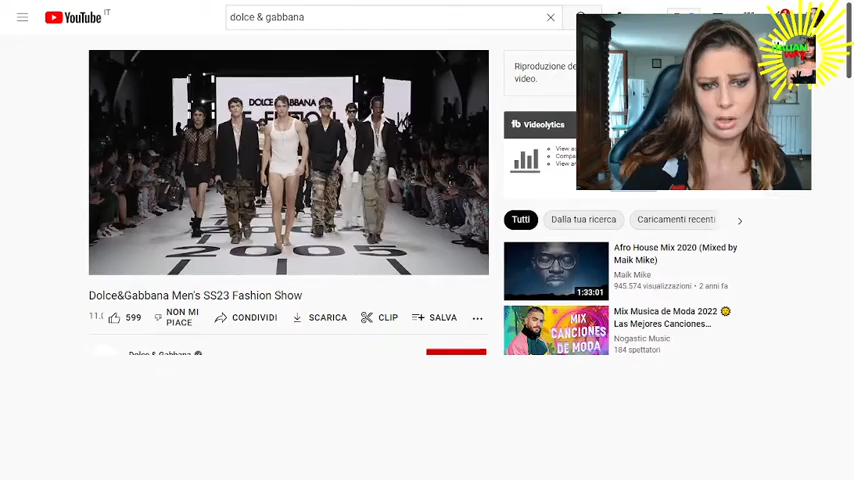 YouTube IT
dolce & gabbana
DOLCE & GABBANA
2005
Dolce&Gabbana Men's SS23 Fashion Show
599
NON MI
PIACE
CONDIVIDI
SCARICA
CLIP
SALVA
Dolce & Gabbana
Riproduzione
video.
Videolytics
Tutti
Dalla tua ricerca
Caricamenti recenti
Afro House Mix 2020 (Mixed by
Maik Mike)
Maik Mike
945.574 visualizzazioni • 2 anni fa
1:33:01
Mix Musica de Moda 2022
Las Mejores Canciones...
Nogastic Music
184 spettatori
MIX
CANCIONES
DE MODA
ITALIAN